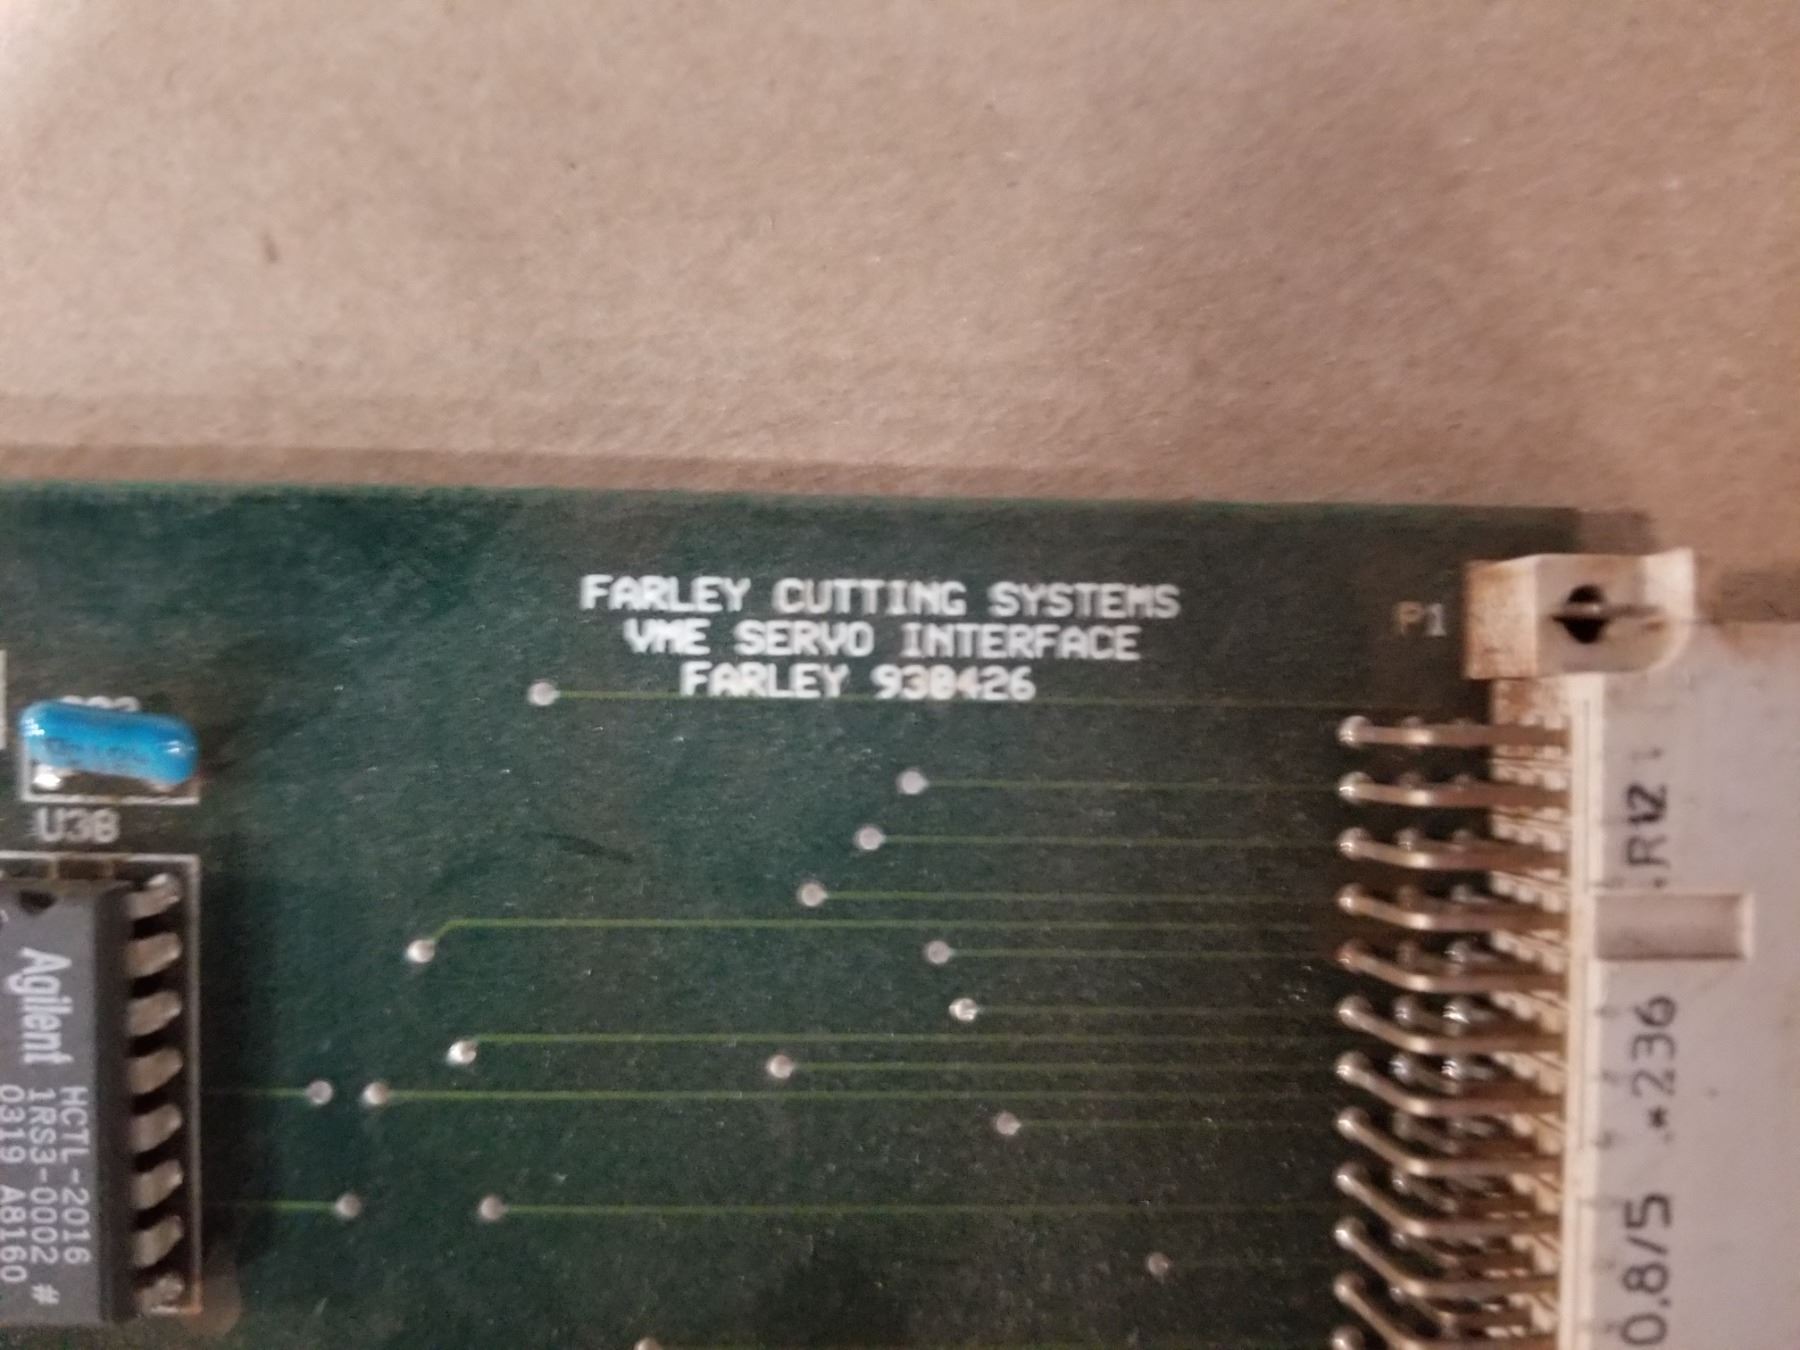 FARLEY CUTTING SYSTEMS
VME SERVO INTERFACE
FARLEY 930426
P1
U38
Agilent
HCTL-2016
1RS3-0002 #
0319 A8160
0.8/5 .*236 .R12